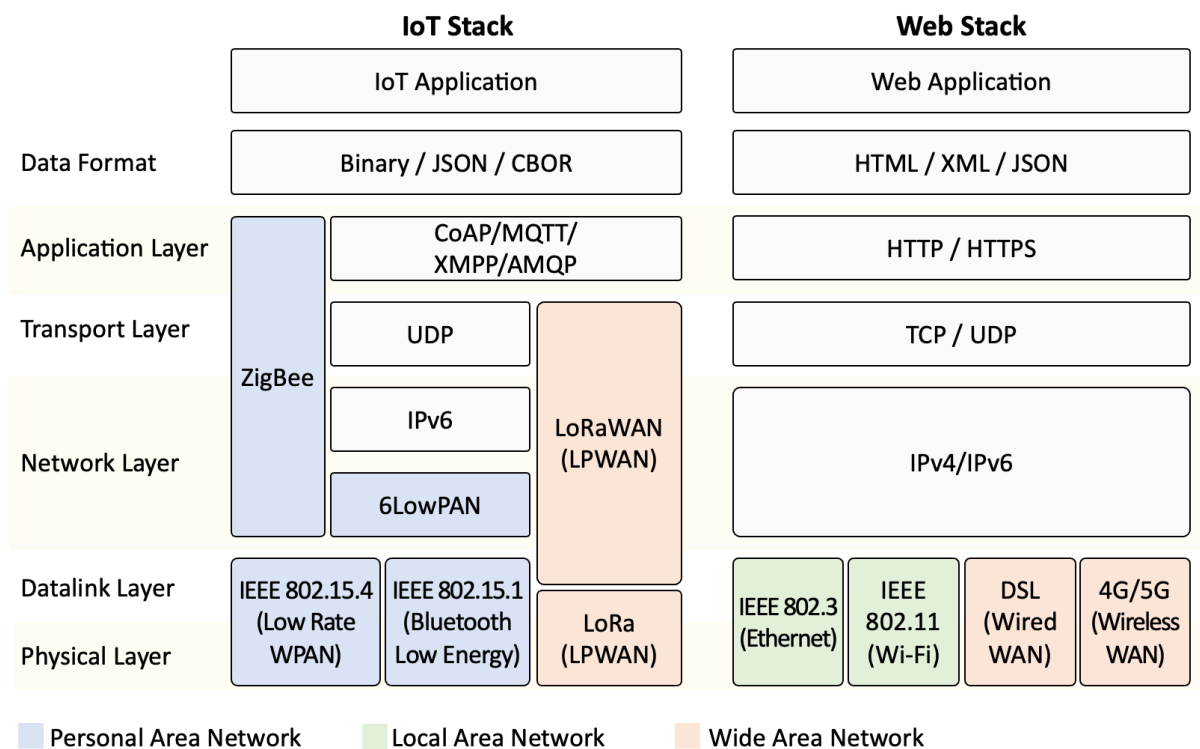 IoT Stack
Web Stack
IoT Application
Web Application
Data Format
Binary / JSON / CBOR
HTML / XML / JSON
Application Layer
CoAP/MQTT/
XMPP/AMQP
HTTP / HTTPS
Transport Layer
UDP
TCP / UDP
ZigBee
Network Layer
IPv6
6LowPAN
LoRaWAN
(LPWAN)
IPv4/IPv6
Datalink Layer
Physical Layer
IEEE 802.15.4
(Low Rate
WPAN)
IEEE 802.15.1
(Bluetooth
Low Energy)
LoRa
(LPWAN)
IEEE 802.3
(Ethernet)
IEEE
802.11
(Wi-Fi)
DSL
(Wired
WAN)
4G/5G
(Wireless
WAN)
Personal Area Network
Local Area Network
Wide Area Network